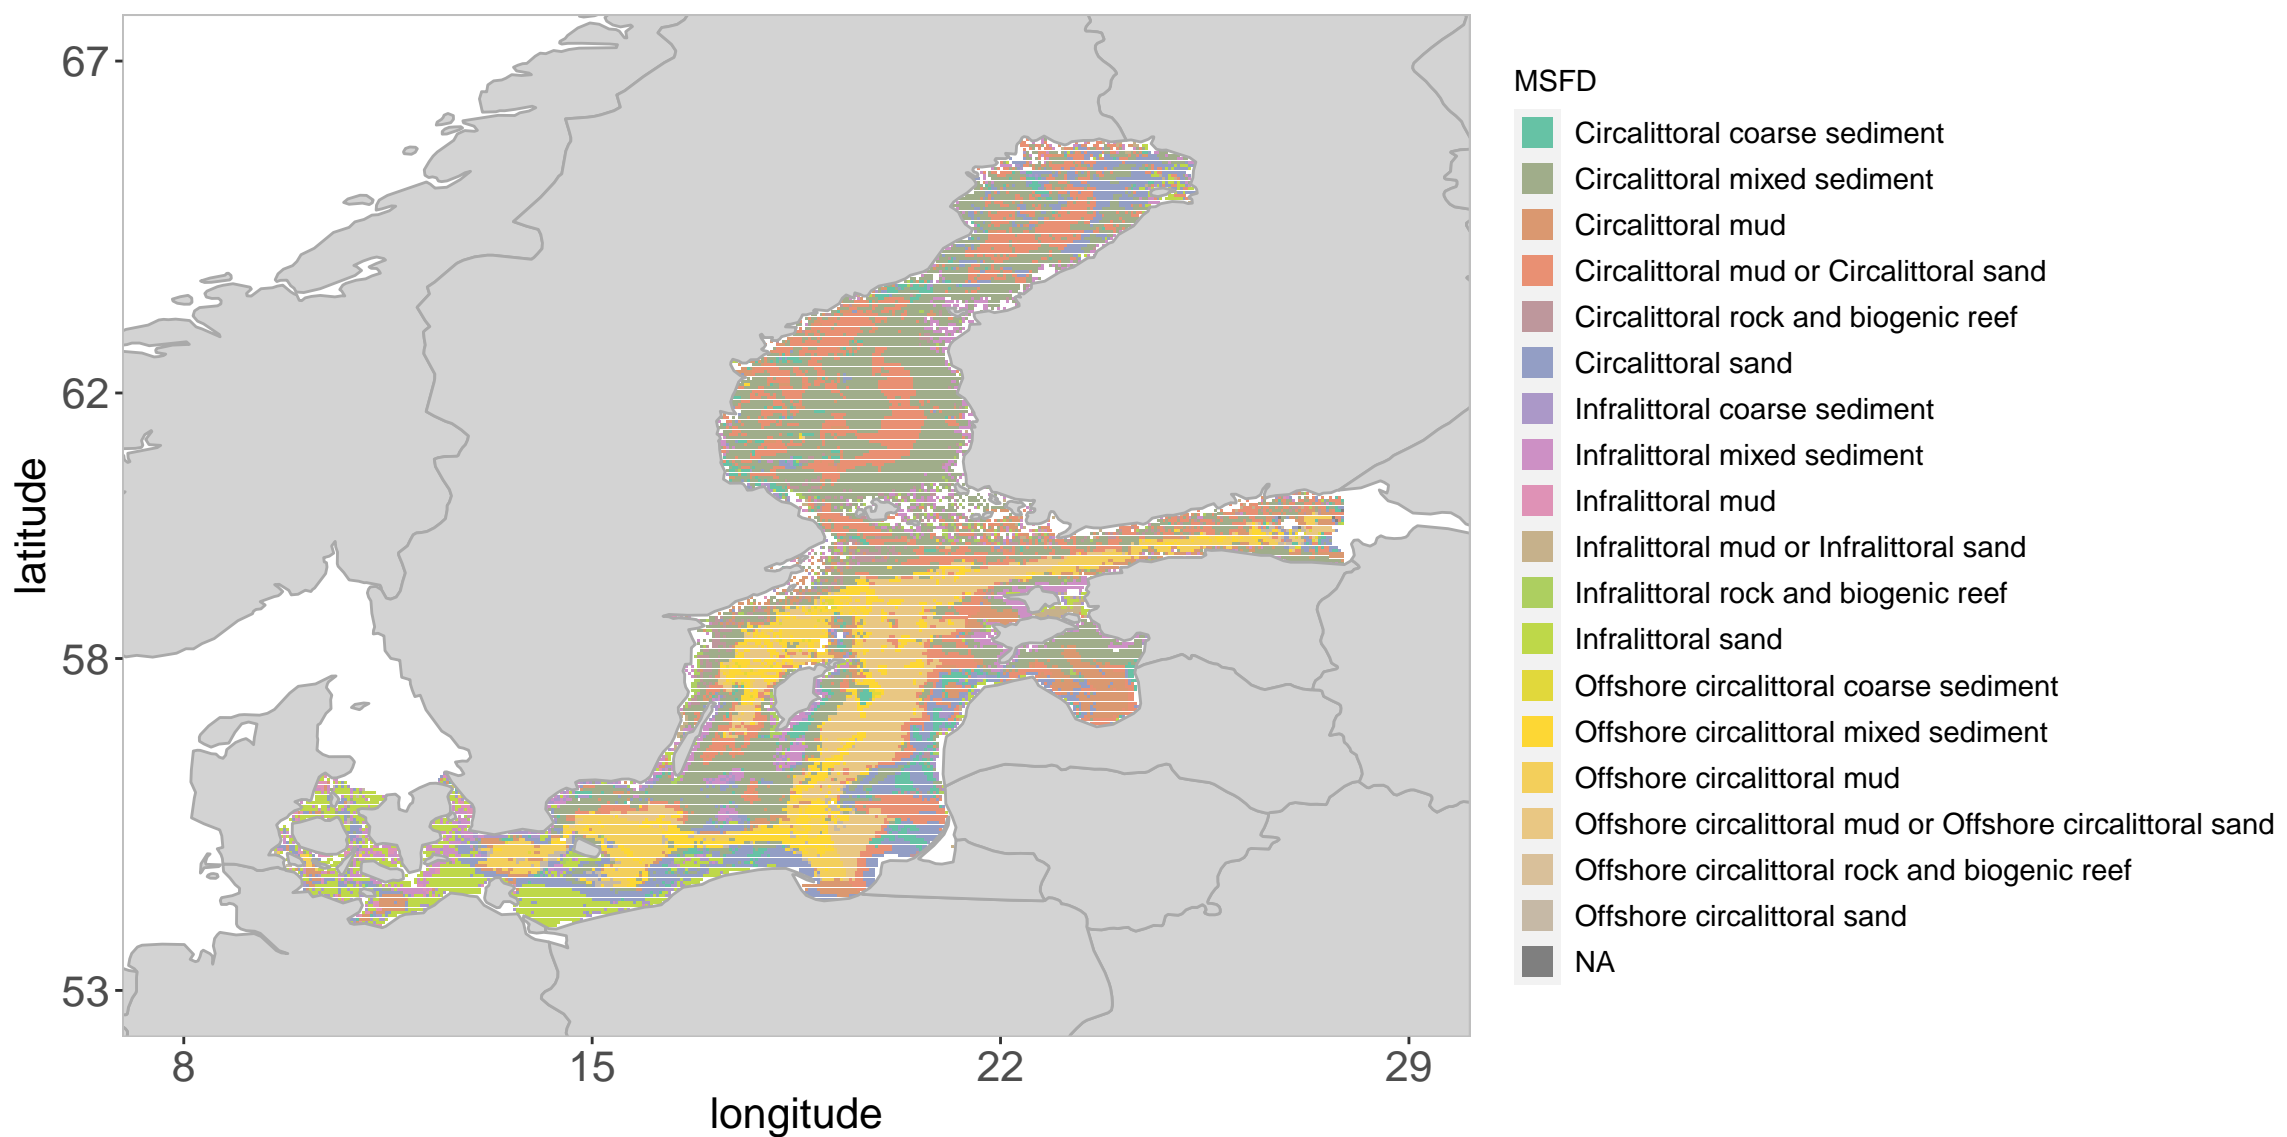 67
62
58
53
latitude
8
15
22
29
longitude
MSFD
Circalittoral coarse sediment
Circalittoral mixed sediment
Circalittoral mud
Circalittoral mud or Circalittoral sand
Circalittoral rock and biogenic reef
Circalittoral sand
Infralittoral coarse sediment
Infralittoral mixed sediment
Infralittoral mud
Infralittoral mud or Infralittoral sand
Infralittoral rock and biogenic reef
Infralittoral sand
Offshore circalittoral coarse sediment
Offshore circalittoral mixed sediment
Offshore circalittoral mud
Offshore circalittoral mud or Offshore circalittoral sand
Offshore circalittoral rock and biogenic reef
Offshore circalittoral sand
NA